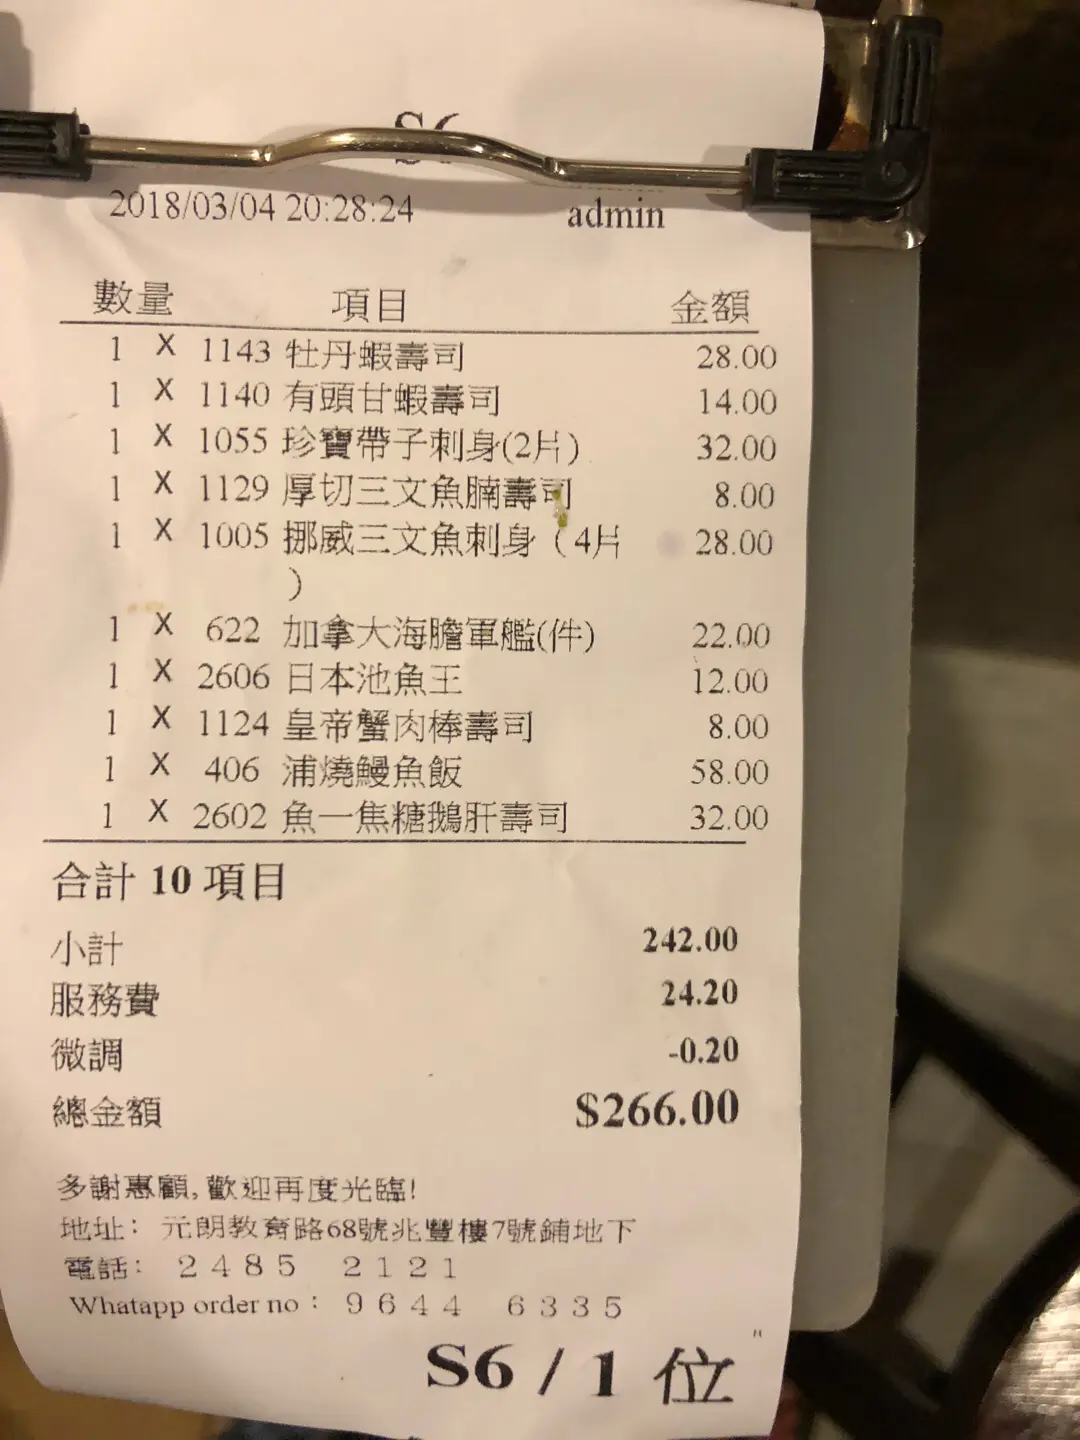 S6
2018/03/04 20:28:24 admin
數量 項目 金額
1 X 1143 牡丹蝦壽司 28.00
1 X 1140 有頭甘蝦壽司 14.00
1 X 1055 珍寶帶子刺身(2片) 32.00
1 X 1129 厚切三文魚腩壽司 8.00
1 X 1005 挪威三文魚刺身（4片 28.00
）
1 X 622 加拿大海膽軍艦(件) 22.00
1 X 2606 日本池魚王 12.00
1 X 1124 皇帝蟹肉棒壽司 8.00
1 X 406 浦燒鰻魚飯 58.00
1 X 2602 魚一焦糖鵝肝壽司 32.00
合計 10 項目
小計 242.00
服務費 24.20
微調 -0.20
總金額 $266.00
多謝惠顧,歡迎再度光臨!
地址：元朗教育路68號兆豐樓7號鋪地下
電話：2485 2121
Whatapp order no：9644 6335
S6 / 1 位